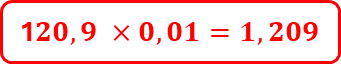 120,9 × 0,01 = 1,209